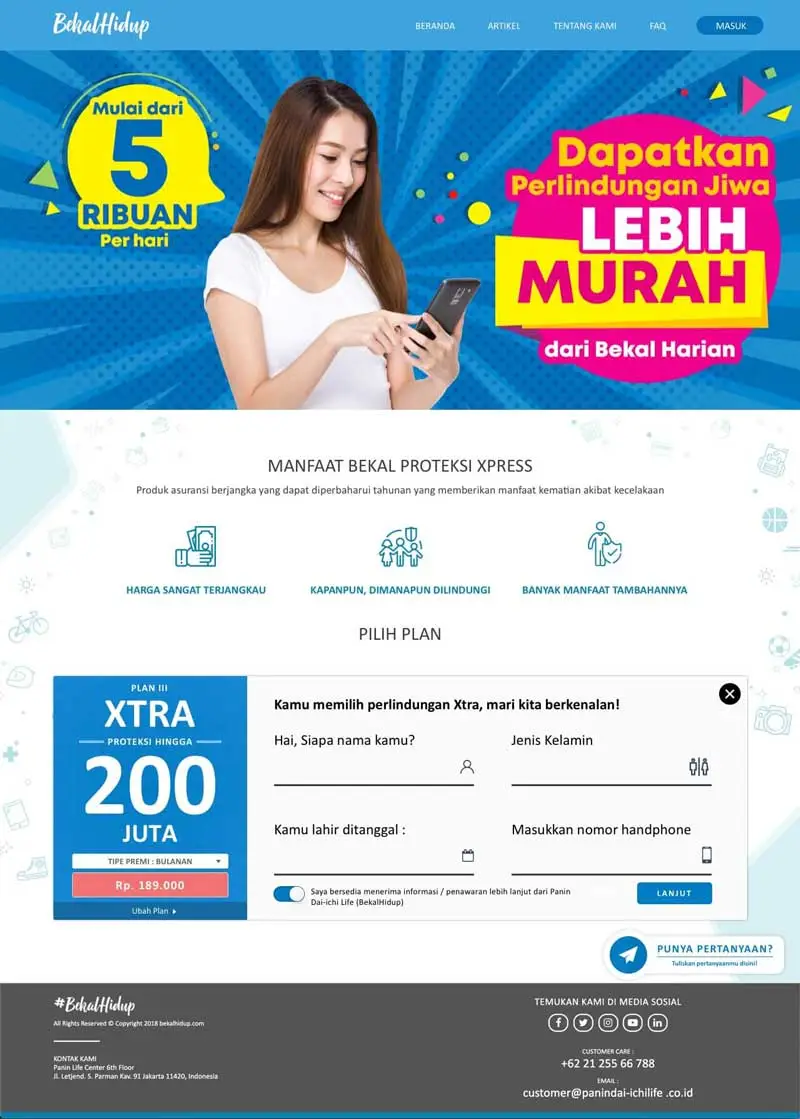 BekalHidup
BERANDA
ARTIKEL
TENTANG KAMI
FAQ
MASUK
Mulai dari
5
RIBUAN
Per hari
Dapatkan
Perlindungan Jiwa
LEBIH
MURAH
dari Bekal Harian
MANFAAT BEKAL PROTEKSI XPRESS
Produk asuransi berjangka yang dapat diperbaharui tahunan yang memberikan manfaat kematian akibat kecelakaan
HARGA SANGAT TERJANGKAU
KAPANPUN, DIMANAPUN DILINDUNGI
BANYAK MANFAAT TAMBAHANNYA
PILIH PLAN
PLAN III
XTRA
PROTEKSI HINGGA
200
JUTA
TIPE PREMI : BULANAN
Rp. 189.000
Ubah Plan
Kamu memilih perlindungan Xtra, mari kita berkenalan!
Hai, Siapa nama kamu?
Jenis Kelamin
Kamu lahir ditanggal :
Masukkan nomor handphone
Saya bersedia menerima informasi / penawaran lebih lanjut dari Panin
Dai-ichi Life (BekalHidup)
LANJUT
PUNYA PERTANYAAN?
Tuliskan pertanyaanmu disini!
#BekalHidup
All Rights Reserved © Copyright 2018 bekalhidup.com
KONTAK KAMI
Panin Life Center 6th Floor
Jl. Letjend. S. Parman Kav. 91 Jakarta 11420, Indonesia
TEMUKAN KAMI DI MEDIA SOSIAL
CUSTOMER CARE :
+62 21 255 66 788
EMAIL :
customer@panindai-ichilife .co.id